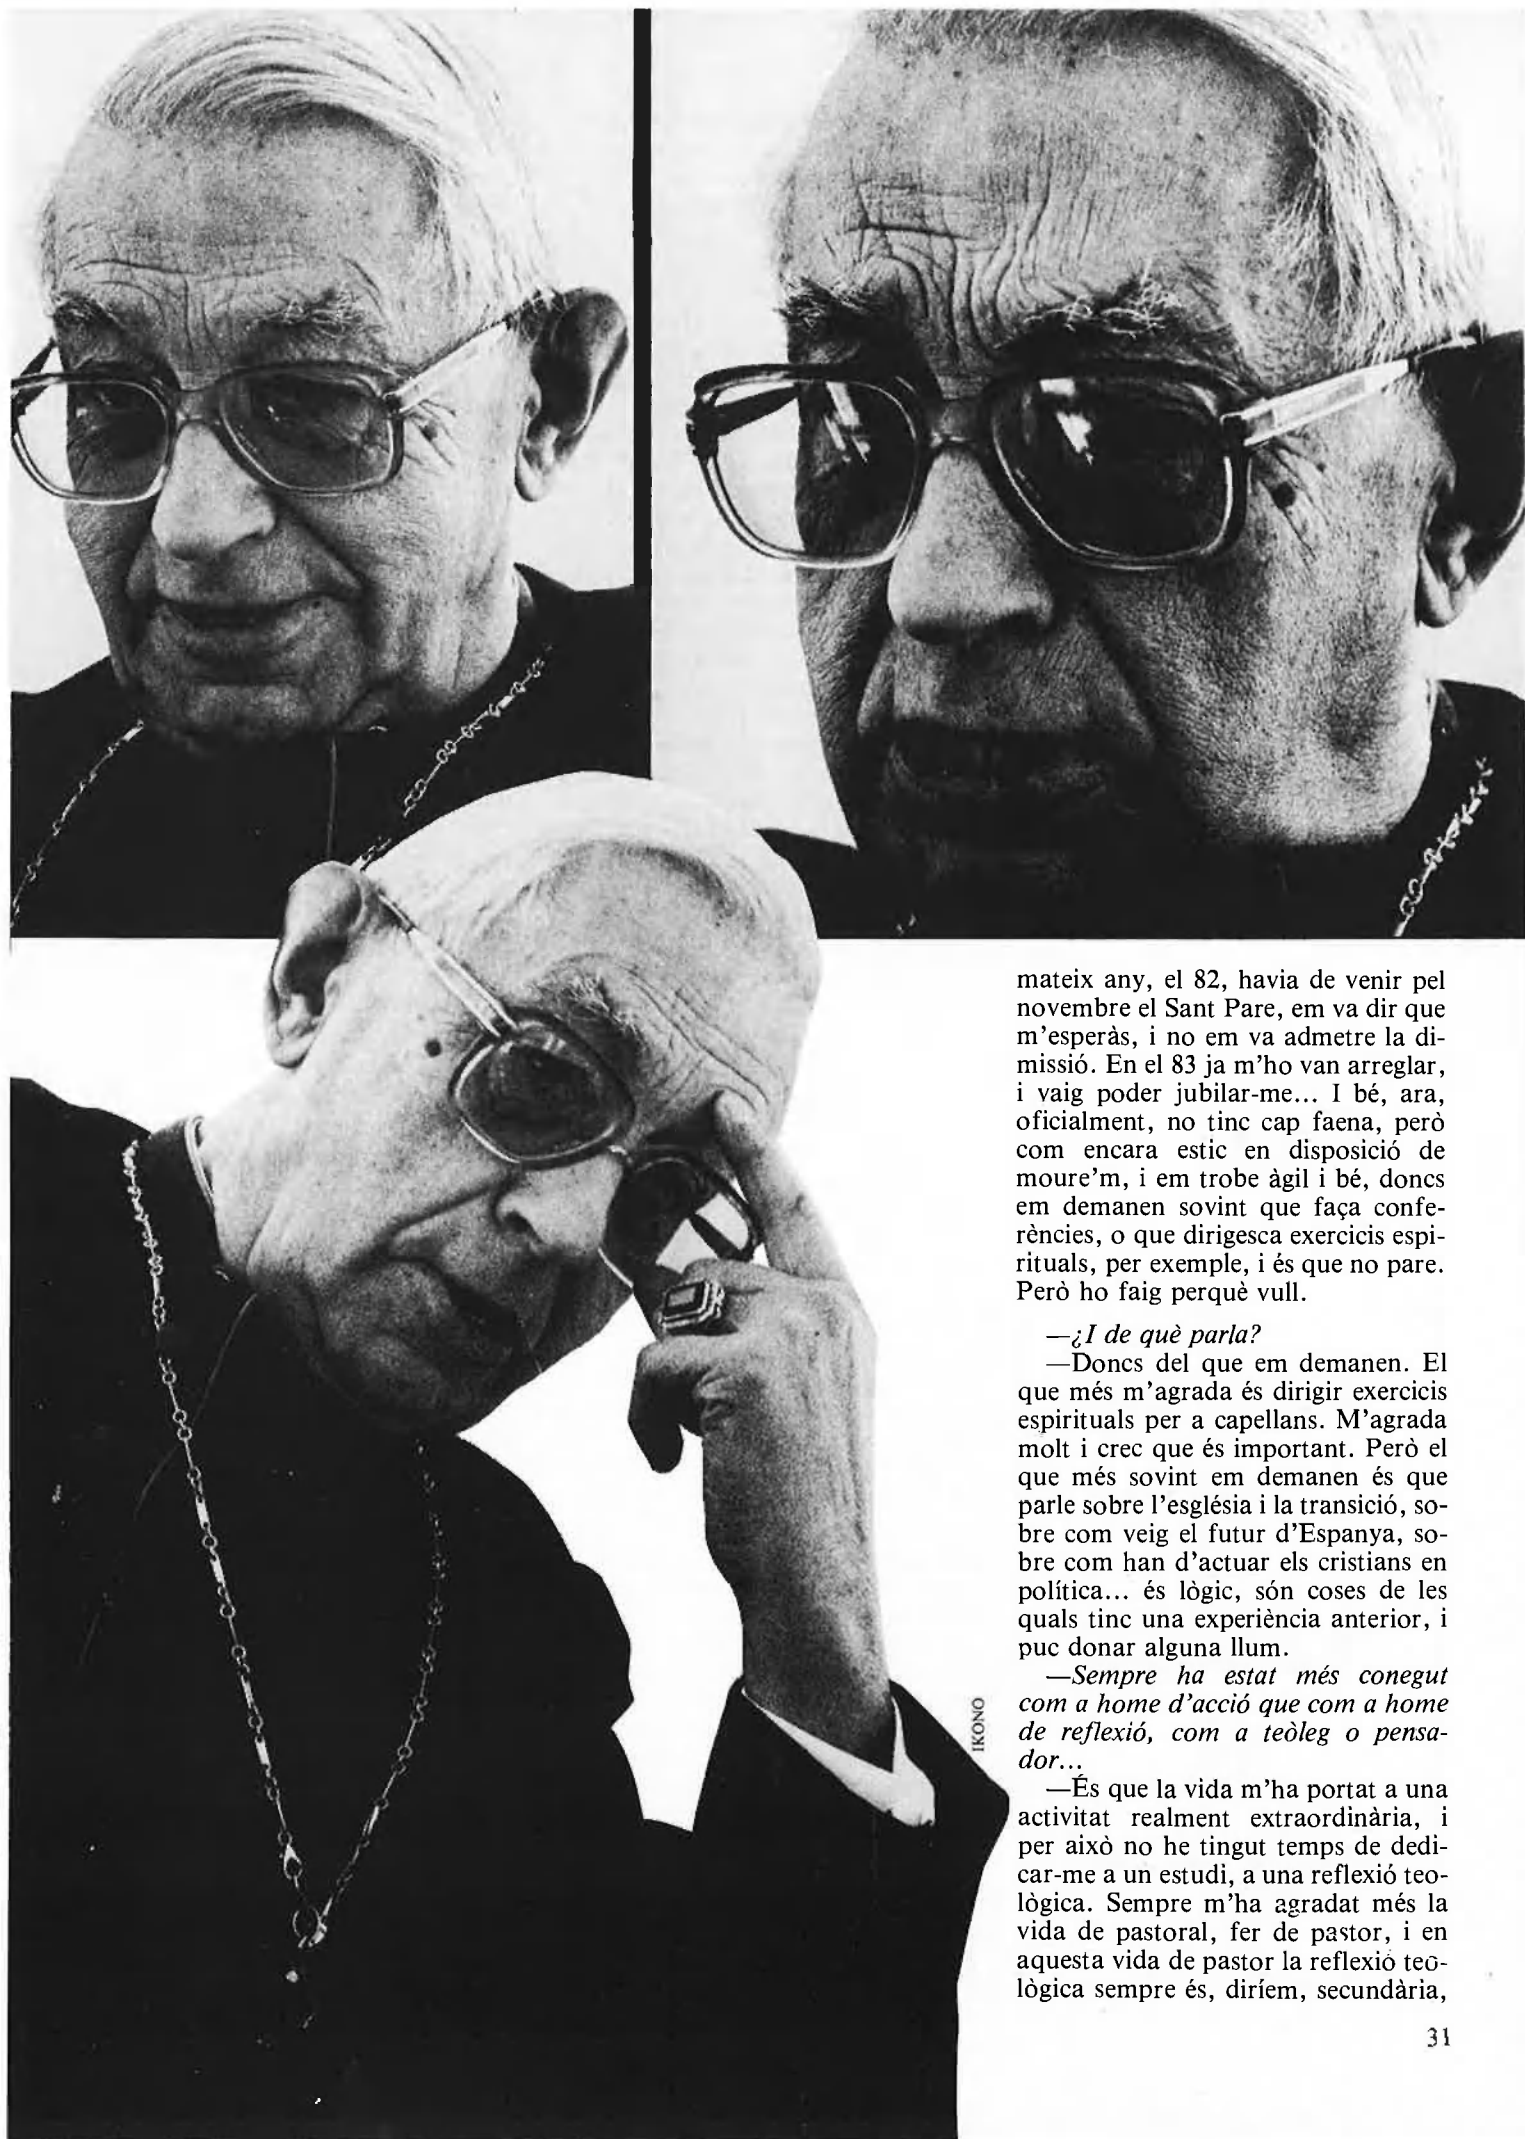 mateix any, el 82, havia de venir pel
novembre el Sant Pare, em va dir que
m'esperàs, i no em va admetre la di-
missió. En el 83 ja m'ho van arreglar,
i vaig poder jubilar-me... I bé, ara,
oficialment, no tinc cap faena, però
com encara estic en disposició de
moure'm, i em trobe àgil i bé, doncs
em demanen sovint que faça confe-
rències, o que dirigesca exercicis espi-
rituals, per exemple, i és que no pare.
Però ho faig perquè vull.
—¿I de què parla?
—Doncs del que em demanen. El
que més m'agrada és dirigir exercicis
espirituals per a capellans. M'agrada
molt i crec que és important. Però el
que més sovint em demanen és que
parle sobre l'església i la transició, so-
bre com veig el futur d'Espanya, so-
bre com han d'actuar els cristians en
política... és lògic, són coses de les
quals tinc una experiència anterior, i
puc donar alguna llum.
—Sempre ha estat més conegut
com a home d'acció que com a home
de reflexió, com a teòleg o pensa-
dor...
—És que la vida m'ha portat a una
activitat realment extraordinària, i
per això no he tingut temps de dedi-
car-me a un estudi, a una reflexió teo-
lògica. Sempre m'ha agradat més la
vida de pastoral, fer de pastor, i en
aquesta vida de pastor la reflexió teo-
lògica sempre és, diríem, secundària,
IKONO
31